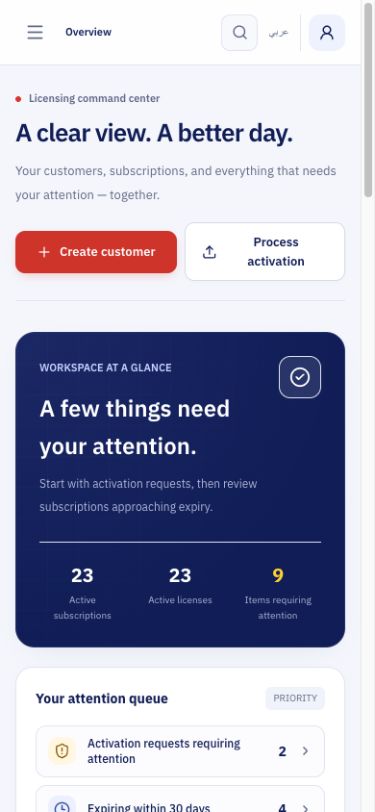 Overview
عربي
Licensing command center
A clear view. A better day.
Your customers, subscriptions, and everything that needs
your attention — together.
Create customer
Process
activation
WORKSPACE AT A GLANCE
A few things need
your attention.
Start with activation requests, then review
subscriptions approaching expiry.
23
Active
subscriptions
23
Active licenses
9
Items requiring
attention
Your attention queue
PRIORITY
Activation requests requiring
attention
2
Expiring within 30 days
4